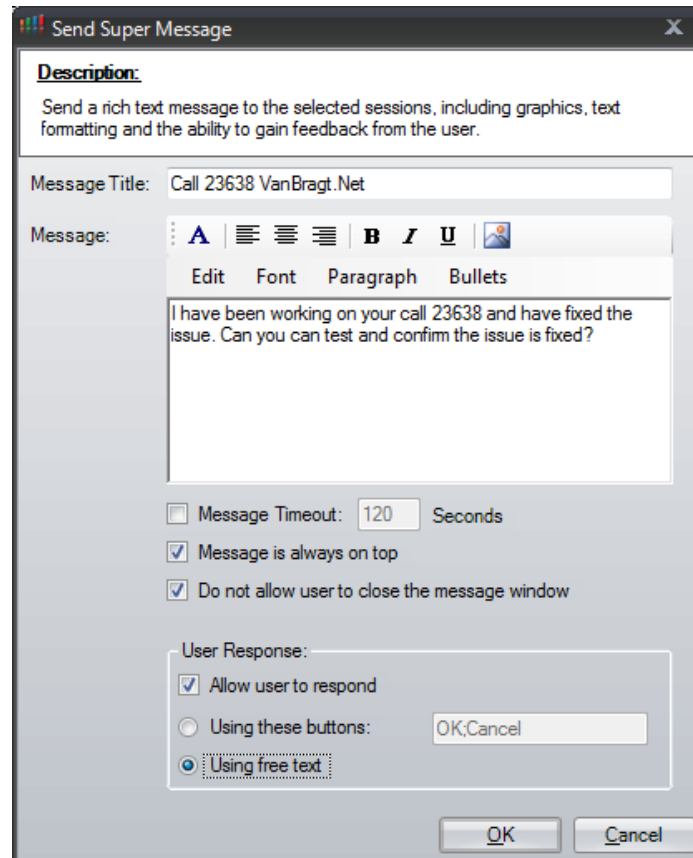 Send Super Message
X
Description:
Send a rich text message to the selected sessions, including graphics, text
formatting and the ability to gain feedback from the user.
Message Title: Call 23638 VanBragt.Net
Message: A B I U
Edit Font Paragraph Bullets
I have been working on your call 23638 and have fixed the
issue. Can you can test and confirm the issue is fixed?
Message Timeout: 120 Seconds
Message is always on top
Do not allow user to close the message window
User Response:
Allow user to respond
Using these buttons: OK;Cancel
Using free text
OK Cancel